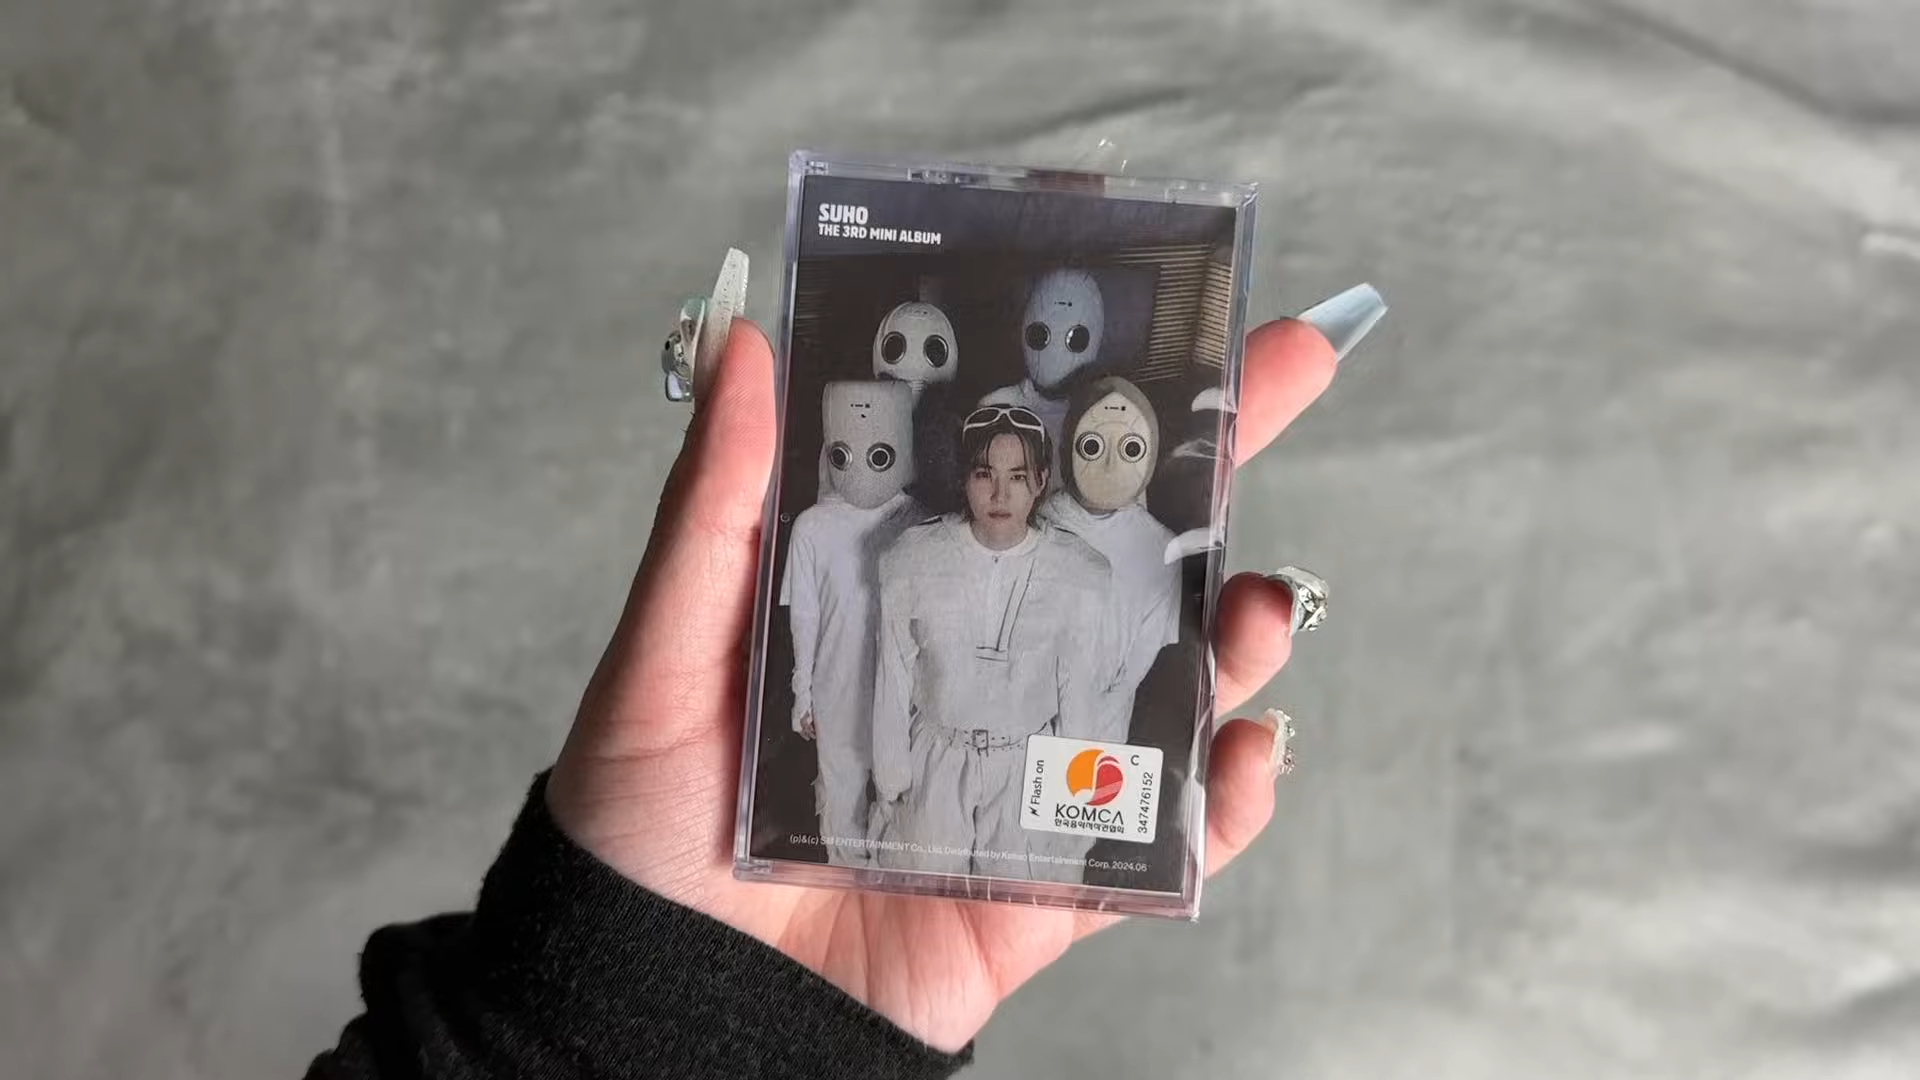 SUHO
THE 3RD MINI ALBUM
Flash on
C
KOMCA
한국음악저작권협회
347476152
(p)&(c) SM ENTERTAINMENT Co., Ltd. Distributed by Kakao Entertainment Corp. 2024.05